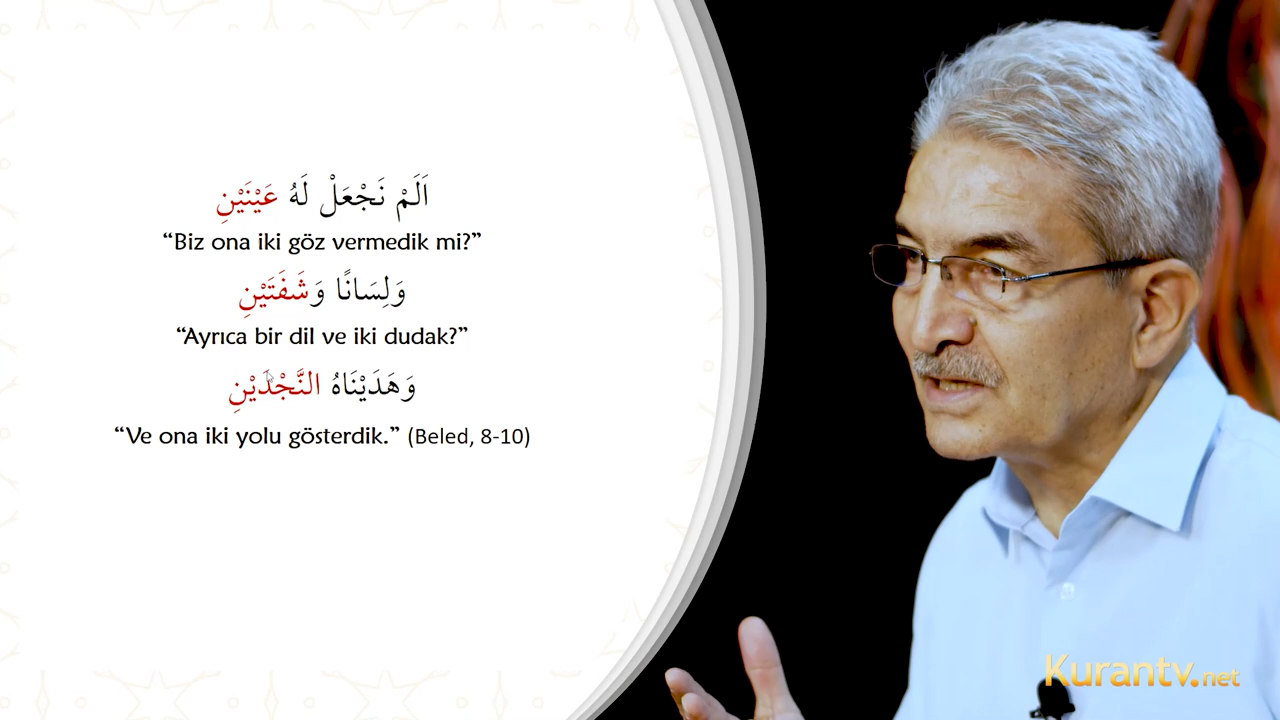 اَلَمْ نَجْعَلْ لَهُ عَيْنَيْنِ
“Biz ona iki göz vermedik mi?”
وَلِسَانًا وَشَفَتَيْنِ
“Ayrıca bir dil ve iki dudak?”
وَهَدَيْنَاهُ النَّجْدَيْنِ
“Ve ona iki yolu gösterdik.” (Beled, 8-10)
Kurantv.net